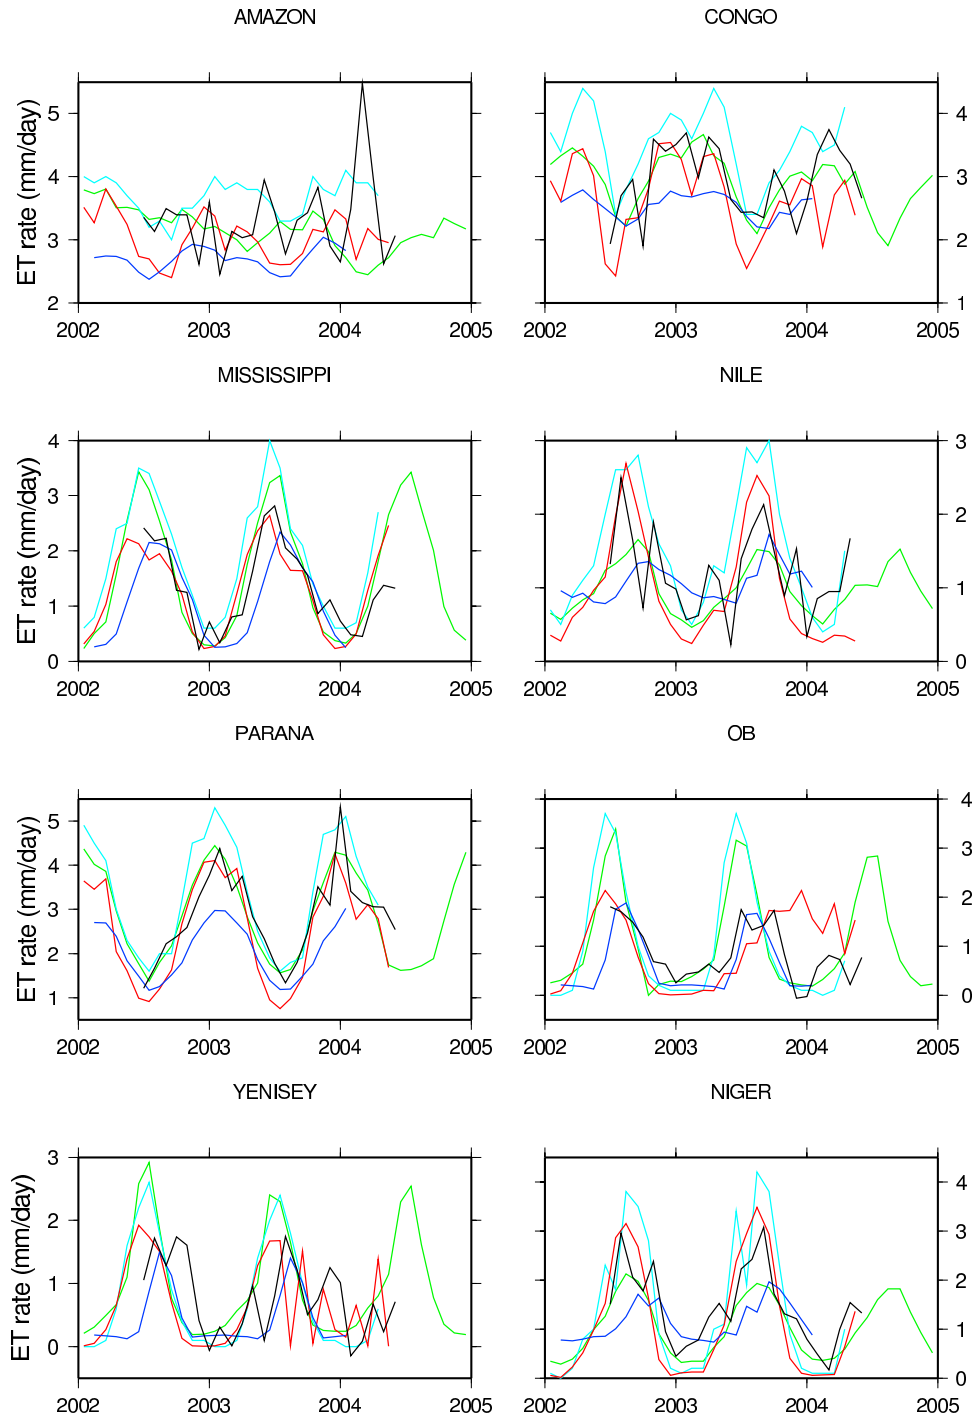 AMAZON CONGO
5 4
4 3
3 2
2 1
ET rate (mm/day)
2002 2003 2004 2005 2002 2003 2004 2005
MISSISSIPPI NILE
4 3
3 2
2 1
1 0
0
ET rate (mm/day)
2002 2003 2004 2005 2002 2003 2004 2005
PARANA OB
5 4
4 3
3 2
2 1
1 0
ET rate (mm/day)
2002 2003 2004 2005 2002 2003 2004 2005
YENISEY NIGER
3 4
2 3
1 2
0 1
0
ET rate (mm/day)
2002 2003 2004 2005 2002 2003 2004 2005